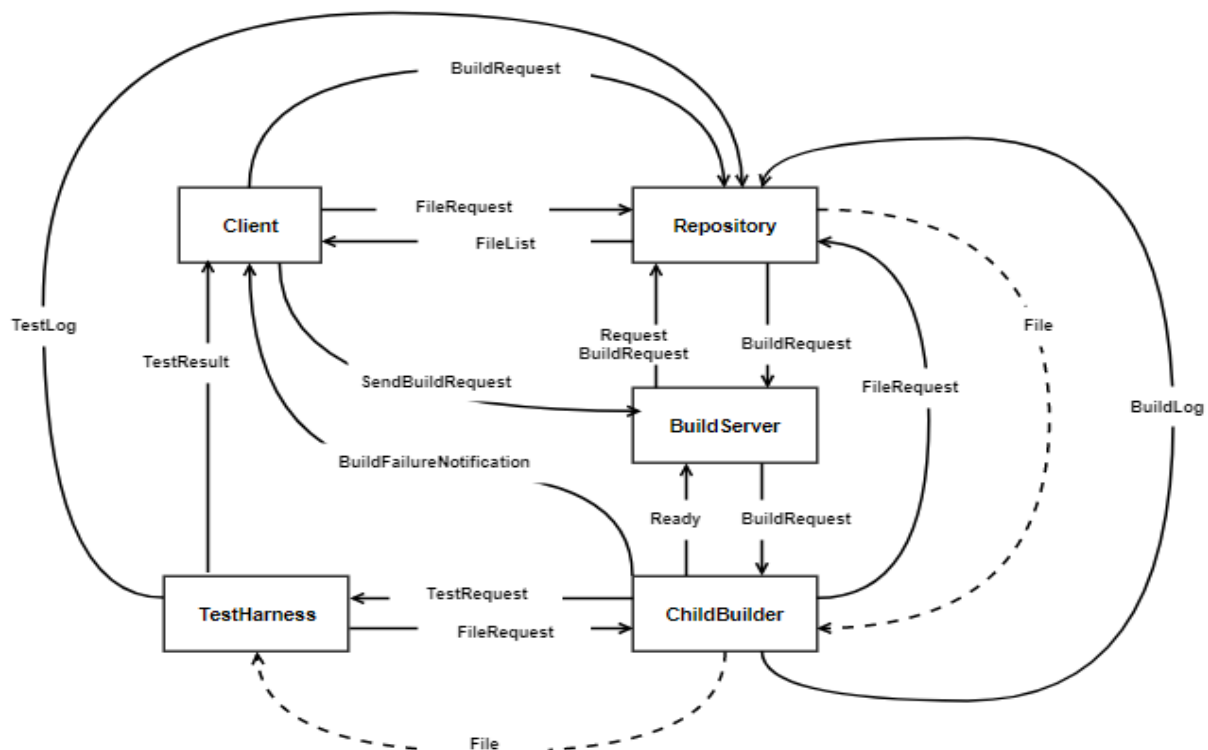 BuildRequest
FileRequest
Client
Repository
FileList
TestLog
File
Request
BuildRequest
BuildRequest
TestResult
SendBuildRequest
FileRequest
BuildLog
BuildServer
BuildFailureNotification
Ready
BuildRequest
TestRequest
TestHarness
ChildBuilder
FileRequest
File